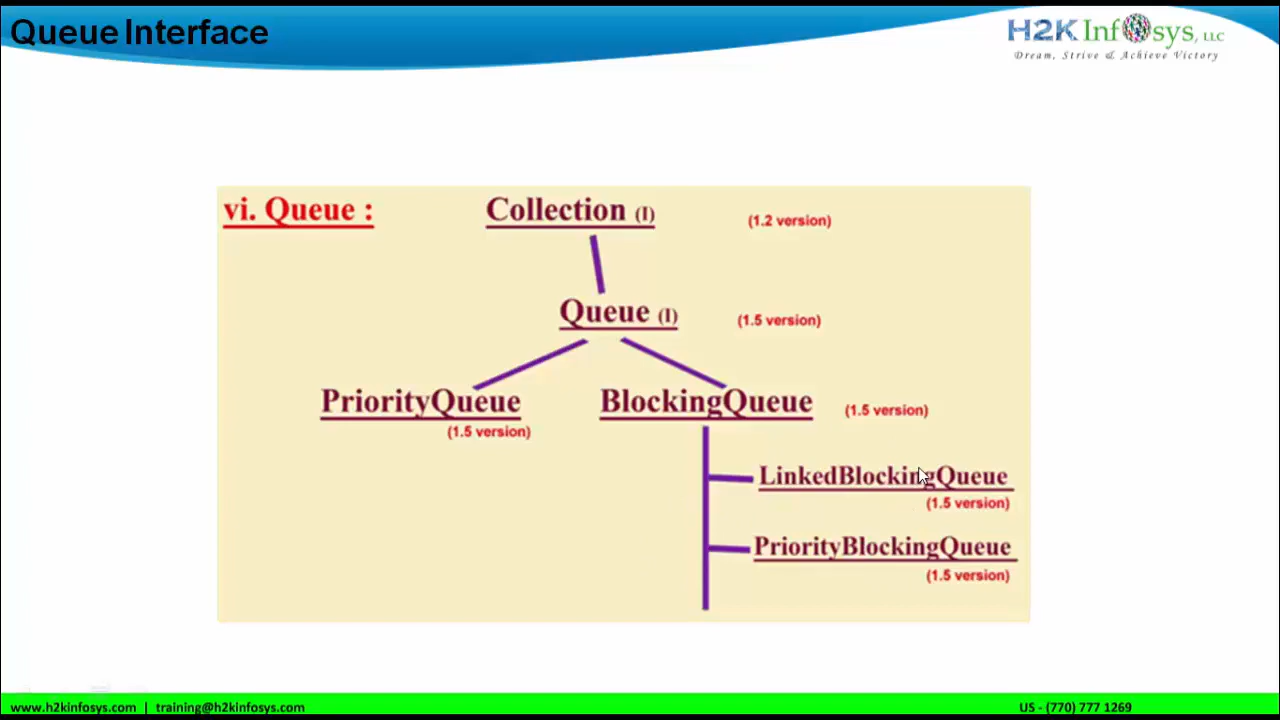 Queue Interface
H2K Infosys, LLC
Dream, Strive & Achieve Victory
vi. Queue :
Collection (I)
(1.2 version)
Queue (I)
(1.5 version)
PriorityQueue
(1.5 version)
BlockingQueue
(1.5 version)
LinkedBlockingQueue
(1.5 version)
PriorityBlockingQueue
(1.5 version)
www.h2kinfosys.com | training@h2kinfosys.com
US - (770) 777 1269